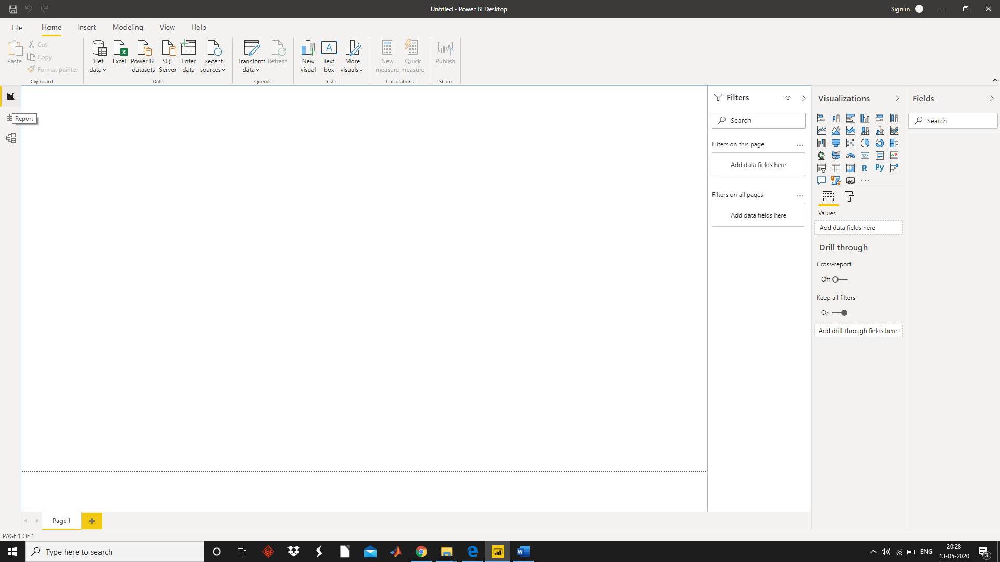 Untitled - Power BI Desktop
Sign in
File Home Insert Modeling View Help
Paste
Cut
Copy
Format painter
Clipboard
Get data
Excel
Power BI datasets
SQL Server
Enter data
Recent sources
Data
Transform data
Refresh
Queries
New visual
Text box
A
More visuals
Insert
New measure
Quick measure
Calculations
Publish
Share
Report
Filters
Search
Filters on this page ...
Add data fields here
Filters on all pages ...
Add data fields here
Visualizations
123
R Py
...
Values
Add data fields here
Drill through
Cross-report
Off
Keep all filters
On
Add drill-through fields here
Fields
Search
Page 1
PAGE 1 OF 1
Type here to search
W
ENG
20:28
13-05-2020
3